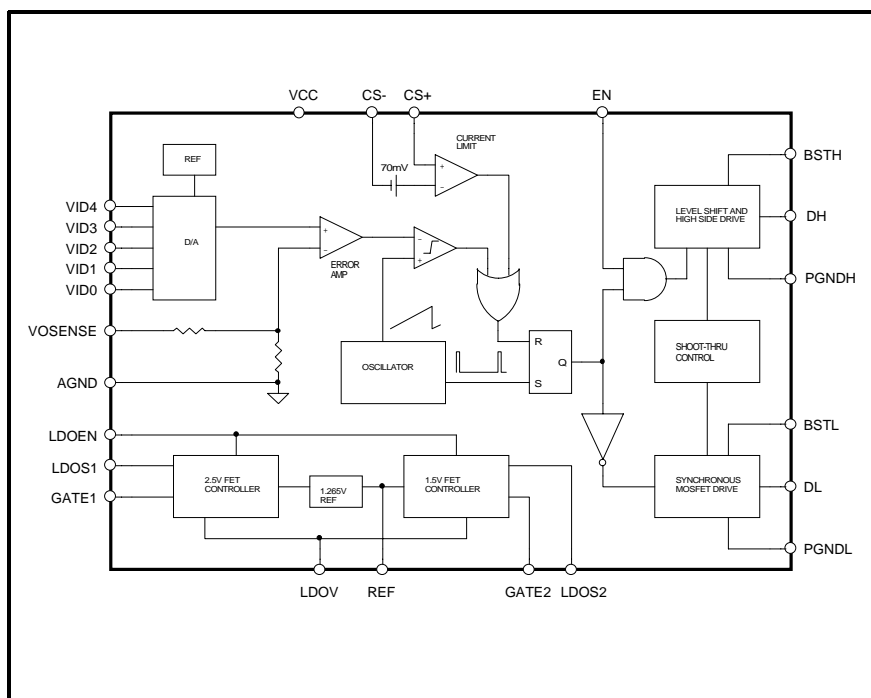 VCC
CS-
CS+
EN
CURRENT
LIMIT
70mV
+
-
REF
BSTH
LEVEL SHIFT AND
HIGH SIDE DRIVE
DH
PGNDH
VID4
VID3
VID2
VID1
VID0
D/A
+
-
ERROR
AMP
-
+
VOSENSE
AGND
OSCILLATOR
R
S
Q
SHOOT-THRU
CONTROL
LDOEN
LDOS1
GATE1
2.5V FET
CONTROLLER
1.265V
REF
1.5V FET
CONTROLLER
BSTL
SYNCHRONOUS
MOSFET DRIVE
DL
PGNDL
LDOV
REF
GATE2
LDOS2